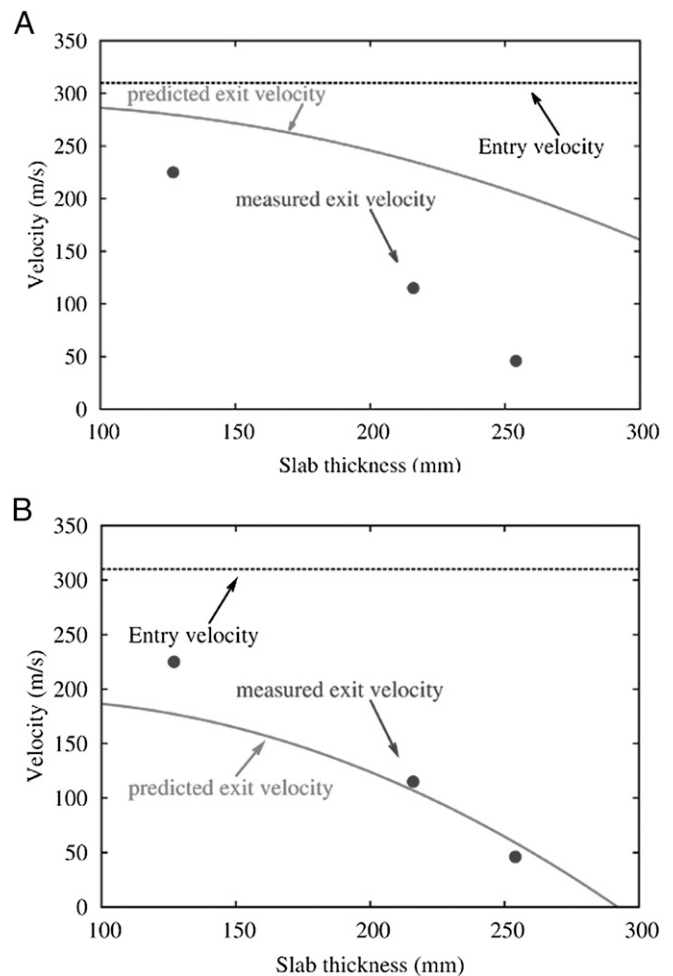 A
350
300
250
200
150
100
50
0
Velocity (m/s)
predicted exit velocity
Entry velocity
measured exit velocity
100 150 200 250 300
Slab thickness (mm)
B
350
300
250
200
150
100
50
0
Velocity (m/s)
Entry velocity
measured exit velocity
predicted exit velocity
100 150 200 250 300
Slab thickness (mm)